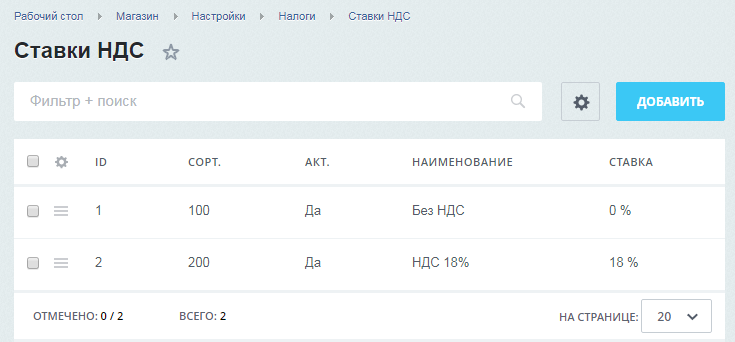 Рабочий стол Магазин Настройки Налоги Ставки НДС
Ставки НДС
Фильтр + поиск ДОБАВИТЬ
ID СОРТ. АКТ. НАИМЕНОВАНИЕ СТАВКА
1 100 Да Без НДС 0 %
2 200 Да НДС 18% 18 %
ОТМЕЧЕНО: 0 / 2 ВСЕГО: 2 НА СТРАНИЦЕ: 20